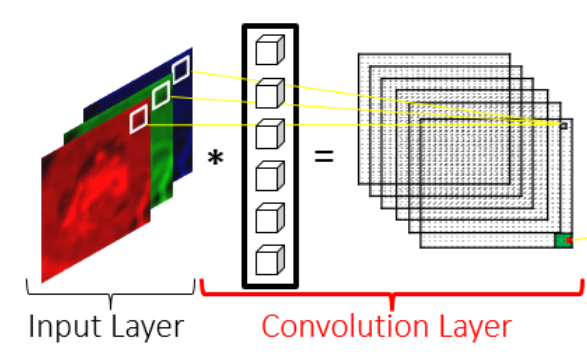 * =
Input Layer
Convolution Layer